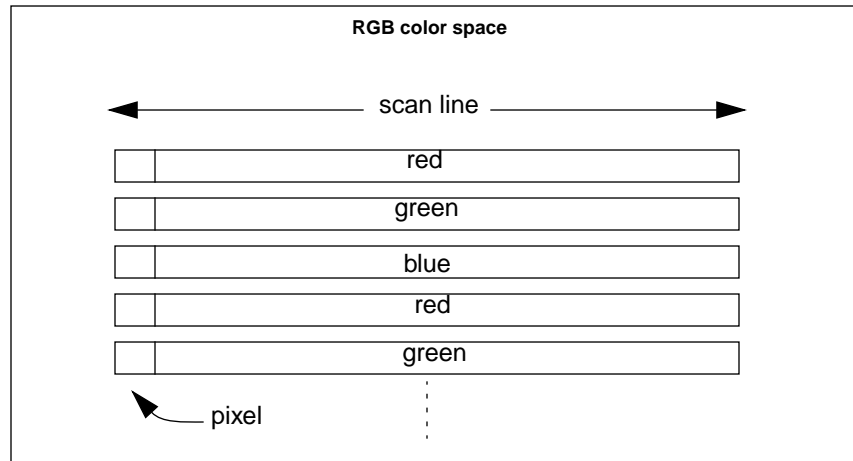 RGB color space
scan line
red
green
blue
red
green
pixel